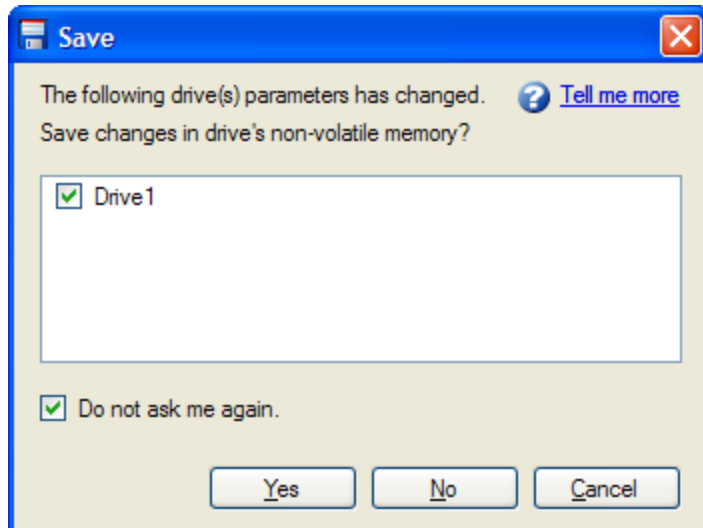 Save
The following drive(s) parameters has changed. Tell me more
Save changes in drive's non-volatile memory?
Drive1
Do not ask me again.
Yes No Cancel